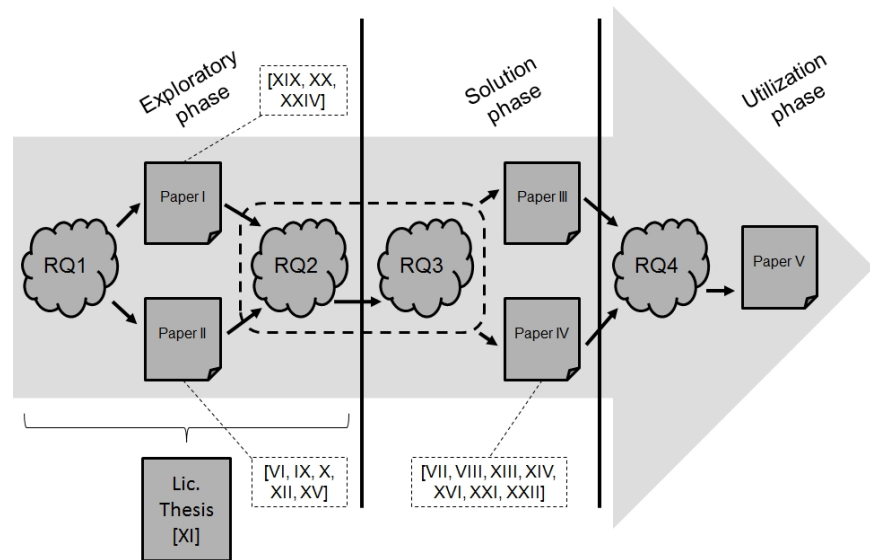 Exploratory
phase
[XIX, XX,
XXIV]
Solution
phase
Utilization
phase
Paper I
Paper III
RQ1
RQ2
RQ3
RQ4
Paper V
Paper II
Paper IV
[VI, IX, X,
XII, XV]
[VII, VIII, XIII, XIV,
XVI, XXI, XXII]
Lic.
Thesis
[XI]